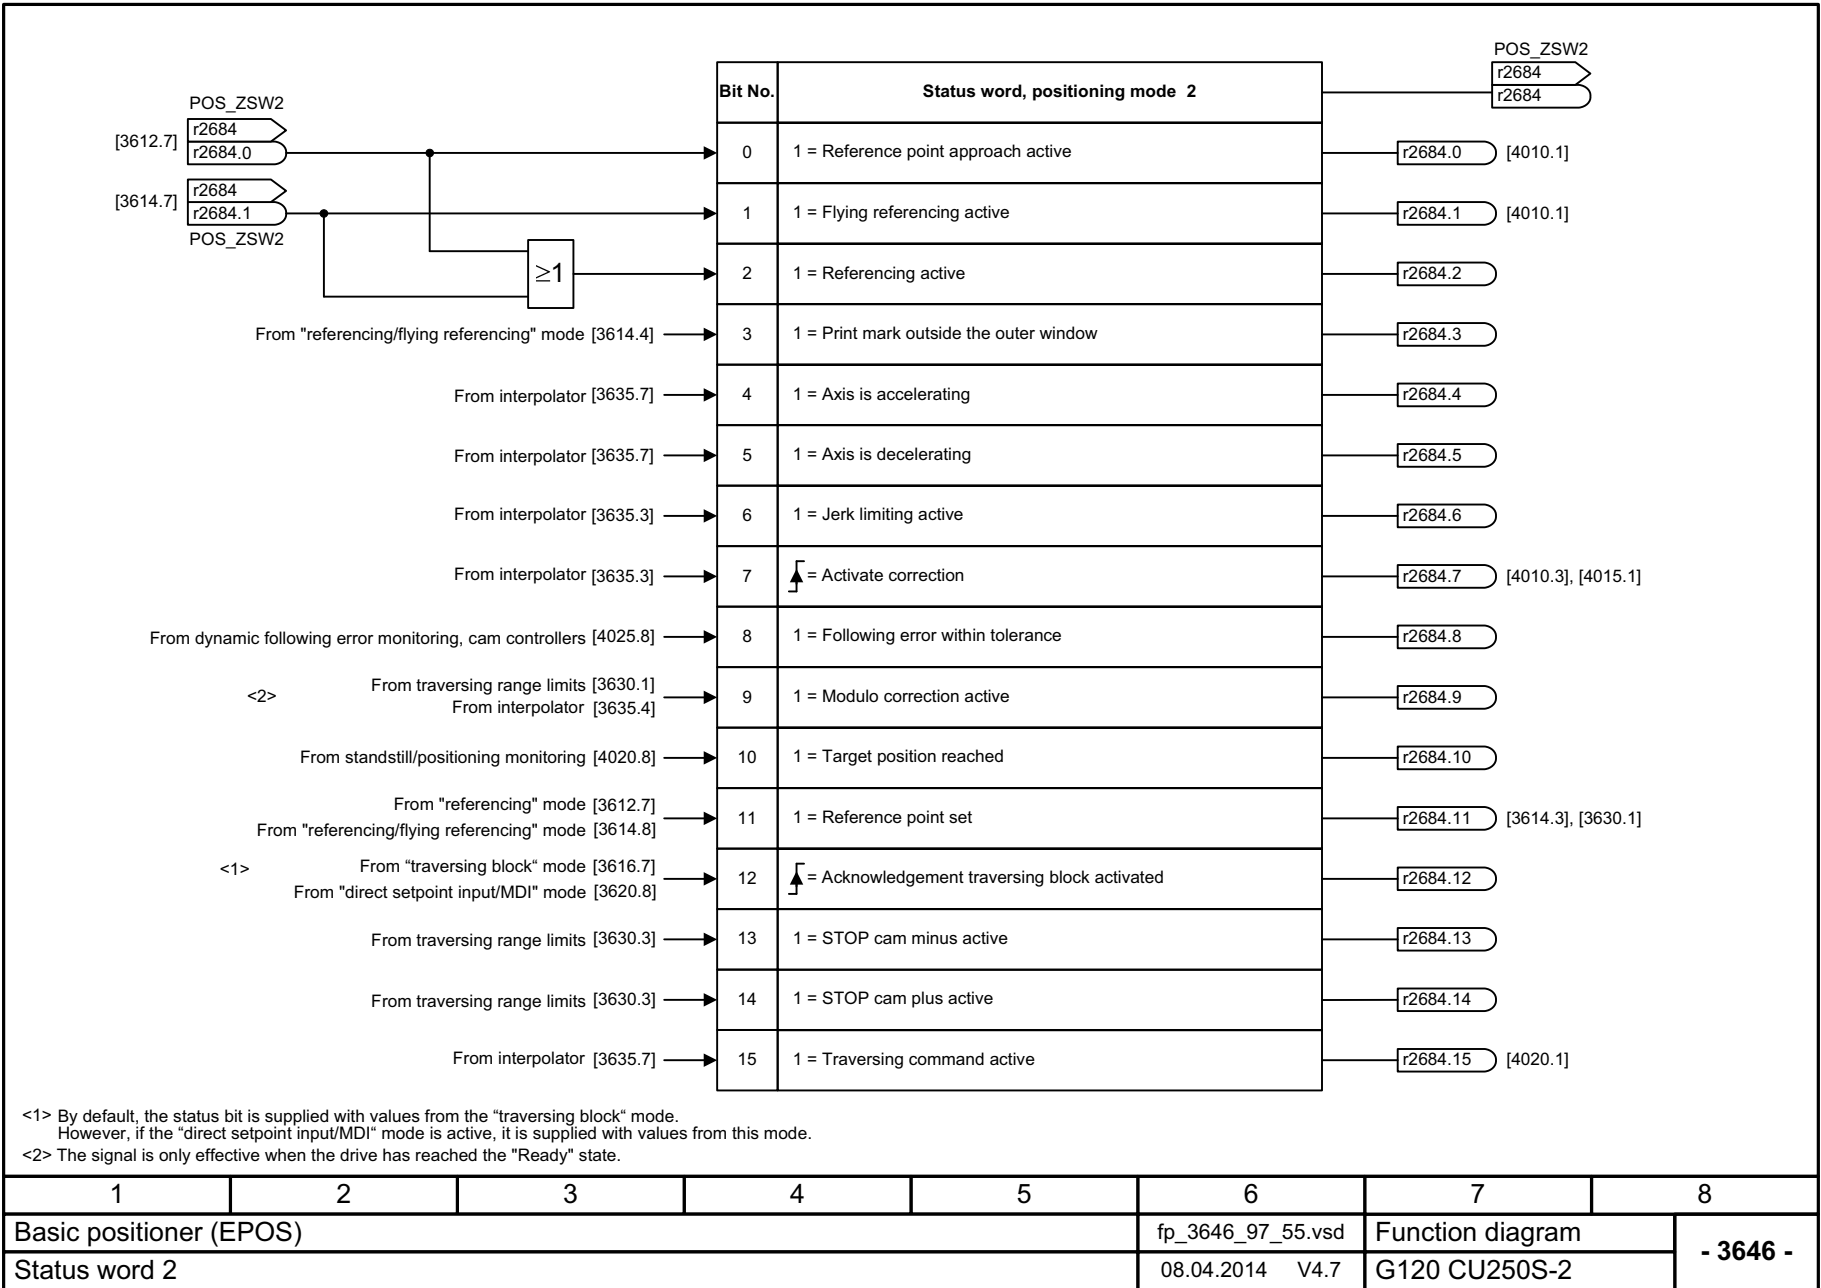 POS_ZSW2
r2684
r2684
Bit No. Status word, positioning mode 2
POS_ZSW2
[3612.7] r2684
r2684.0
0 1 = Reference point approach active r2684.0 [4010.1]
[3614.7] r2684
r2684.1
POS_ZSW2
1 1 = Flying referencing active r2684.1 [4010.1]
≥1 2 1 = Referencing active r2684.2
From "referencing/flying referencing" mode [3614.4] 3 1 = Print mark outside the outer window r2684.3
From interpolator [3635.7] 4 1 = Axis is accelerating r2684.4
From interpolator [3635.7] 5 1 = Axis is decelerating r2684.5
From interpolator [3635.3] 6 1 = Jerk limiting active r2684.6
From interpolator [3635.3] 7 = Activate correction r2684.7 [4010.3], [4015.1]
From dynamic following error monitoring, cam controllers [4025.8] 8 1 = Following error within tolerance r2684.8
<2> From traversing range limits [3630.1]
From interpolator [3635.4]
9 1 = Modulo correction active r2684.9
From standstill/positioning monitoring [4020.8] 10 1 = Target position reached r2684.10
From "referencing" mode [3612.7]
From "referencing/flying referencing" mode [3614.8]
11 1 = Reference point set r2684.11 [3614.3], [3630.1]
<1> From “traversing block“ mode [3616.7]
From "direct setpoint input/MDI" mode [3620.8]
12 = Acknowledgement traversing block activated r2684.12
From traversing range limits [3630.3] 13 1 = STOP cam minus active r2684.13
From traversing range limits [3630.3] 14 1 = STOP cam plus active r2684.14
From interpolator [3635.7] 15 1 = Traversing command active r2684.15 [4020.1]
<1> By default, the status bit is supplied with values from the “traversing block“ mode.
However, if the “direct setpoint input/MDI“ mode is active, it is supplied with values from this mode.
<2> The signal is only effective when the drive has reached the "Ready" state.
1 2 3 4 5 6 7 8
Basic positioner (EPOS) fp_3646_97_55.vsd Function diagram
- 3646 -
Status word 2 08.04.2014 V4.7 G120 CU250S-2